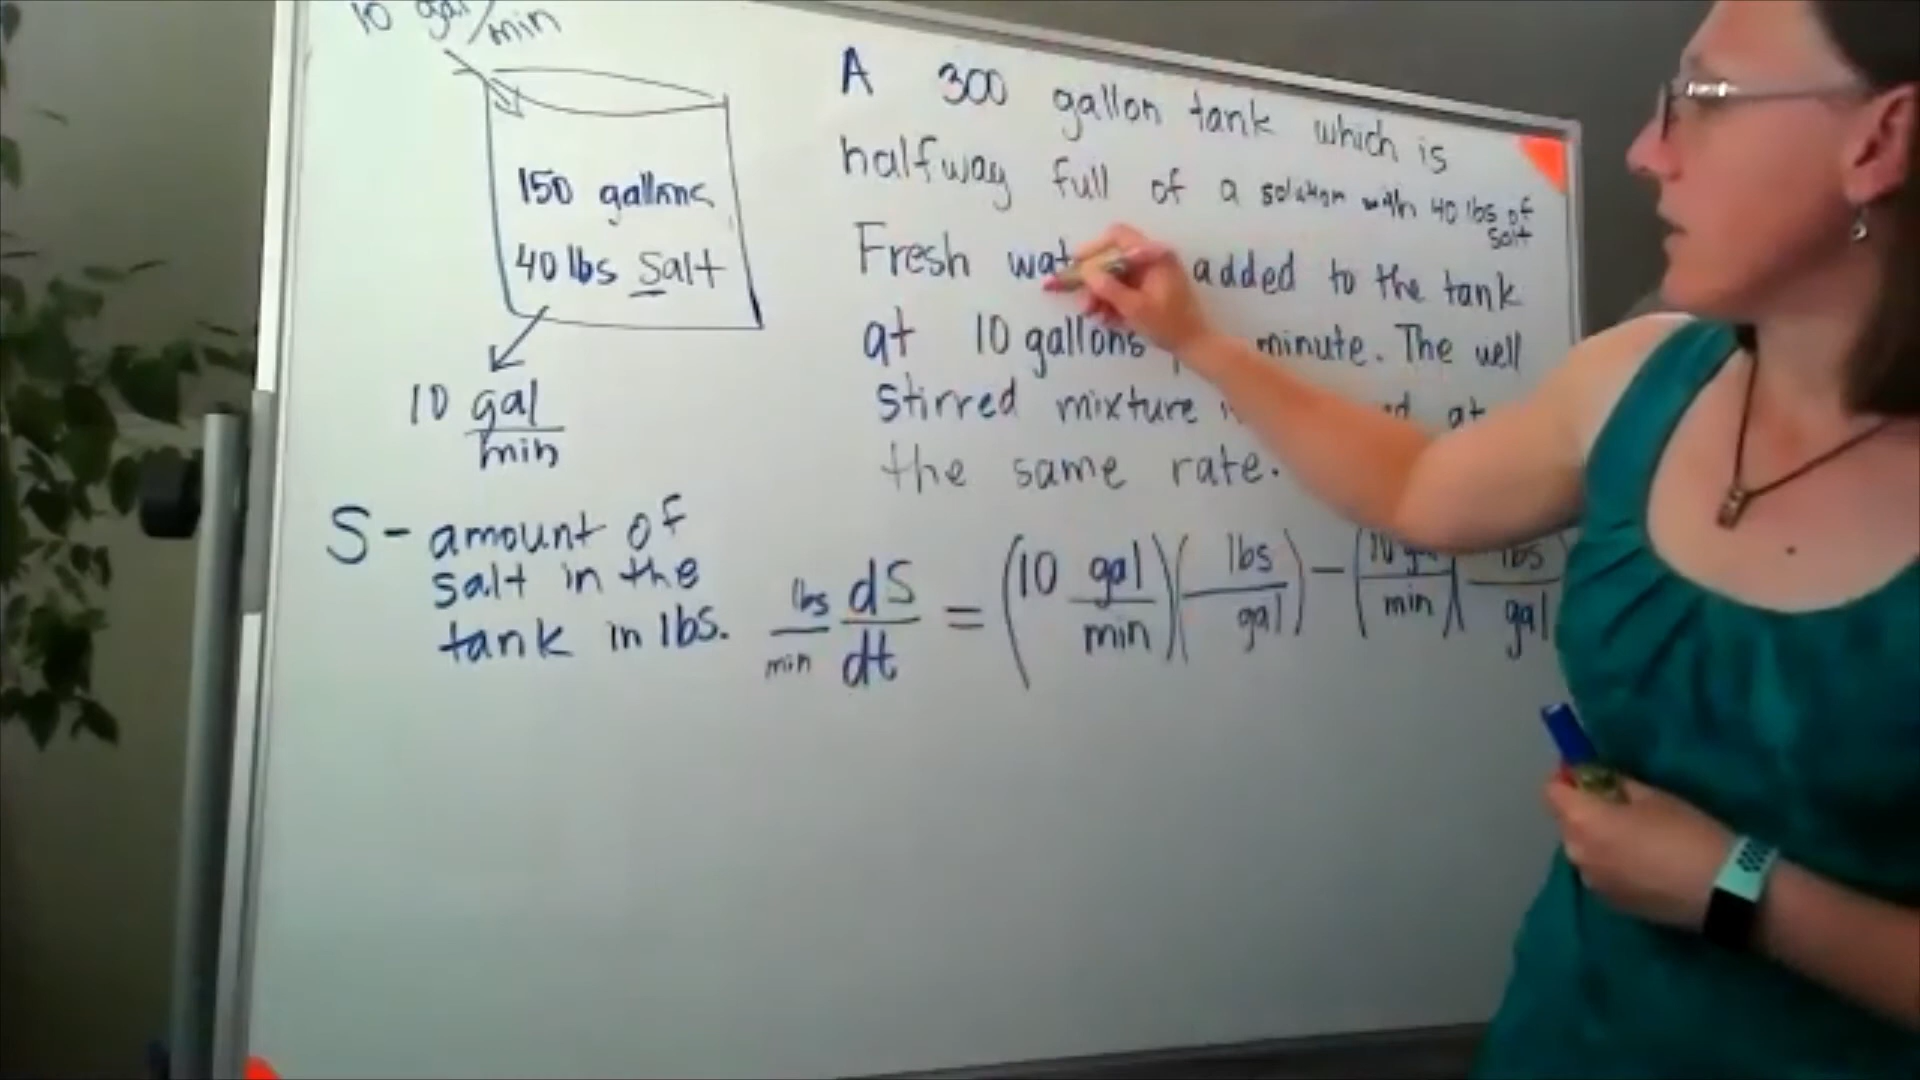 10 gal/min
150 gallons
40 lbs Salt
10 gal
min
S - amount of
salt in the
tank in lbs.
A 300 gallon tank which is
halfway full of a solution with 40 lbs of
salt
Fresh added to the tank
at 10 gallons minute. The well
stirred mixture at
the same rate.
lbs/min dS/dt = (10 gal/min)(lbs/gal) - (10 gal/min)(lbs/gal